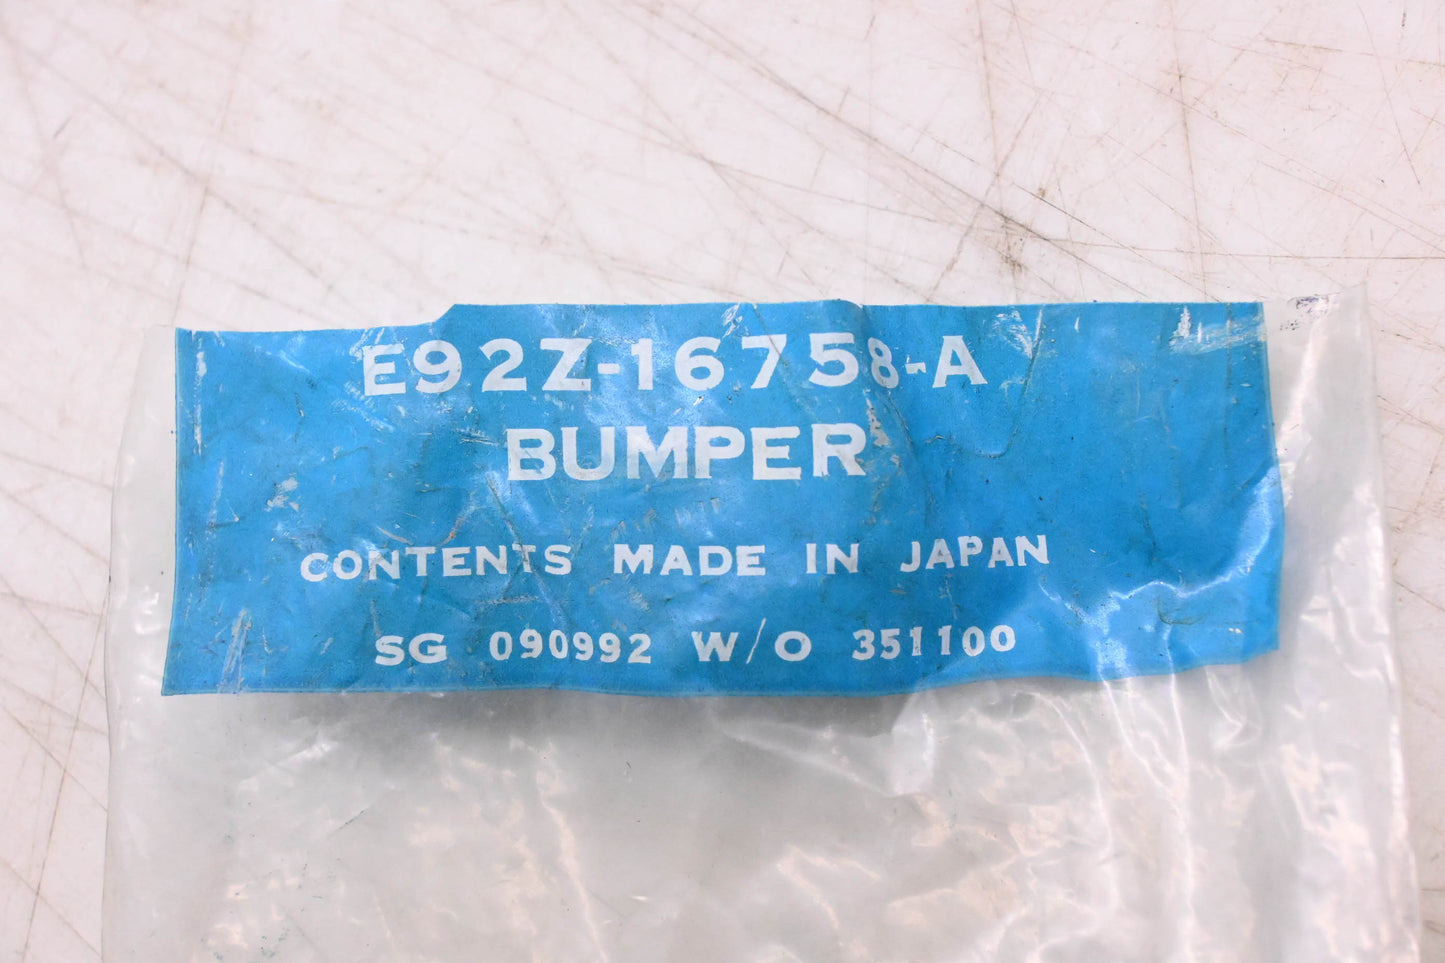 E92Z-16758-A
BUMPER
CONTENTS MADE IN JAPAN
SG 090992 W/O 351100